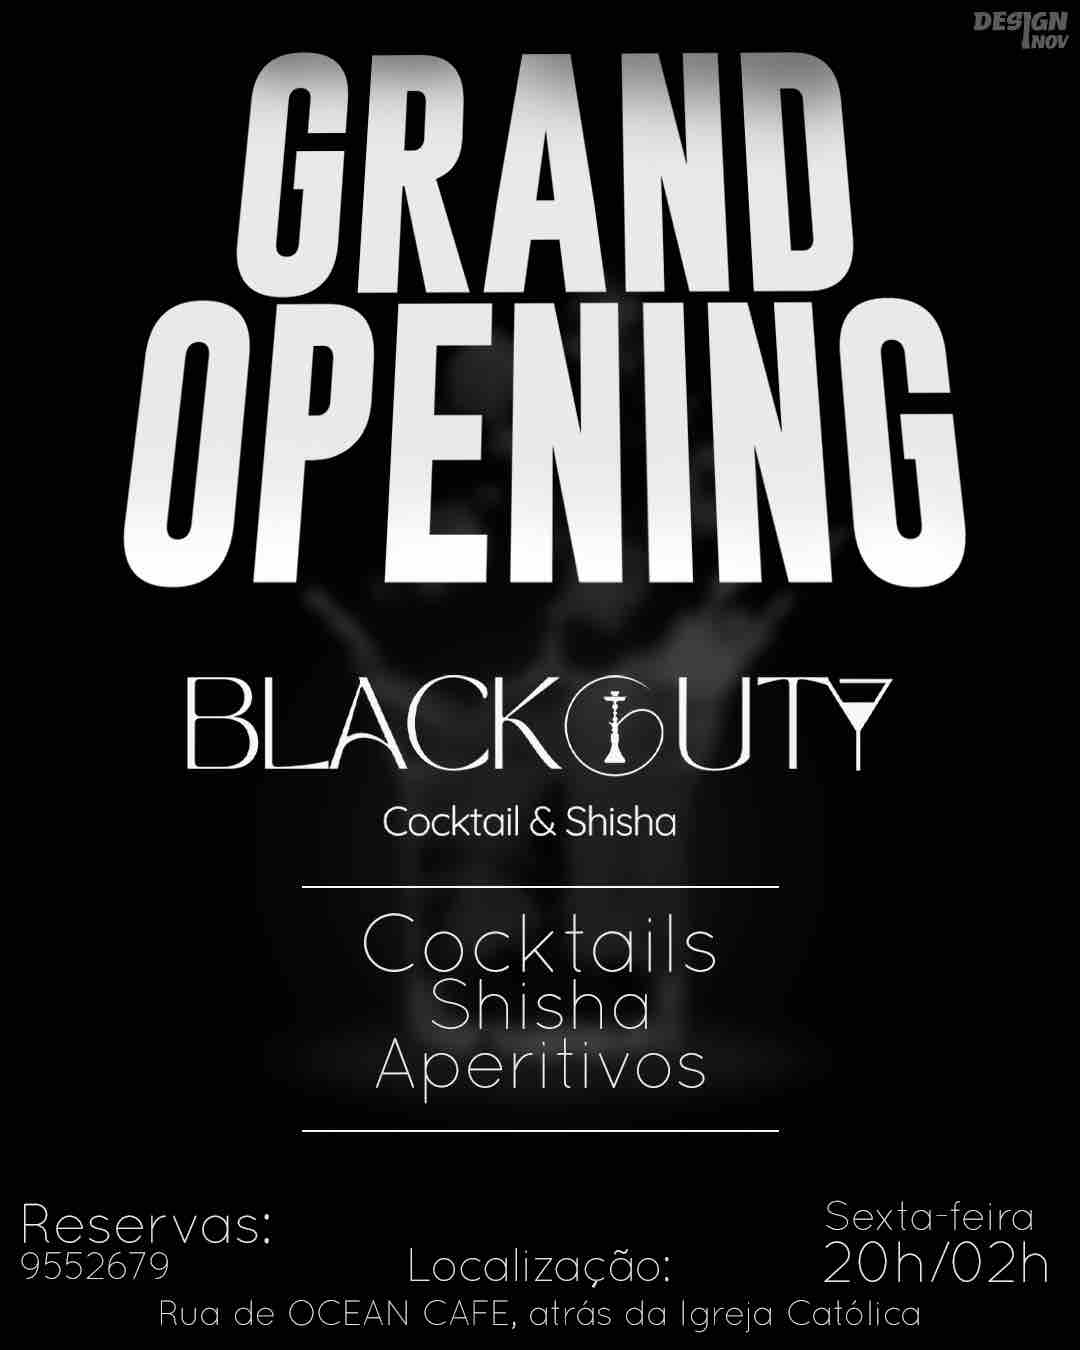 DESIGN
INOV
GRAND
OPENING
BLACKOUTY
Cocktail & Shisha
Cocktails
Shisha
Aperitivos
Reservas:
9552679
Sexta-feira
20h/02h
Localização:
Rua de OCEAN CAFE, atrás da Igreja Católica